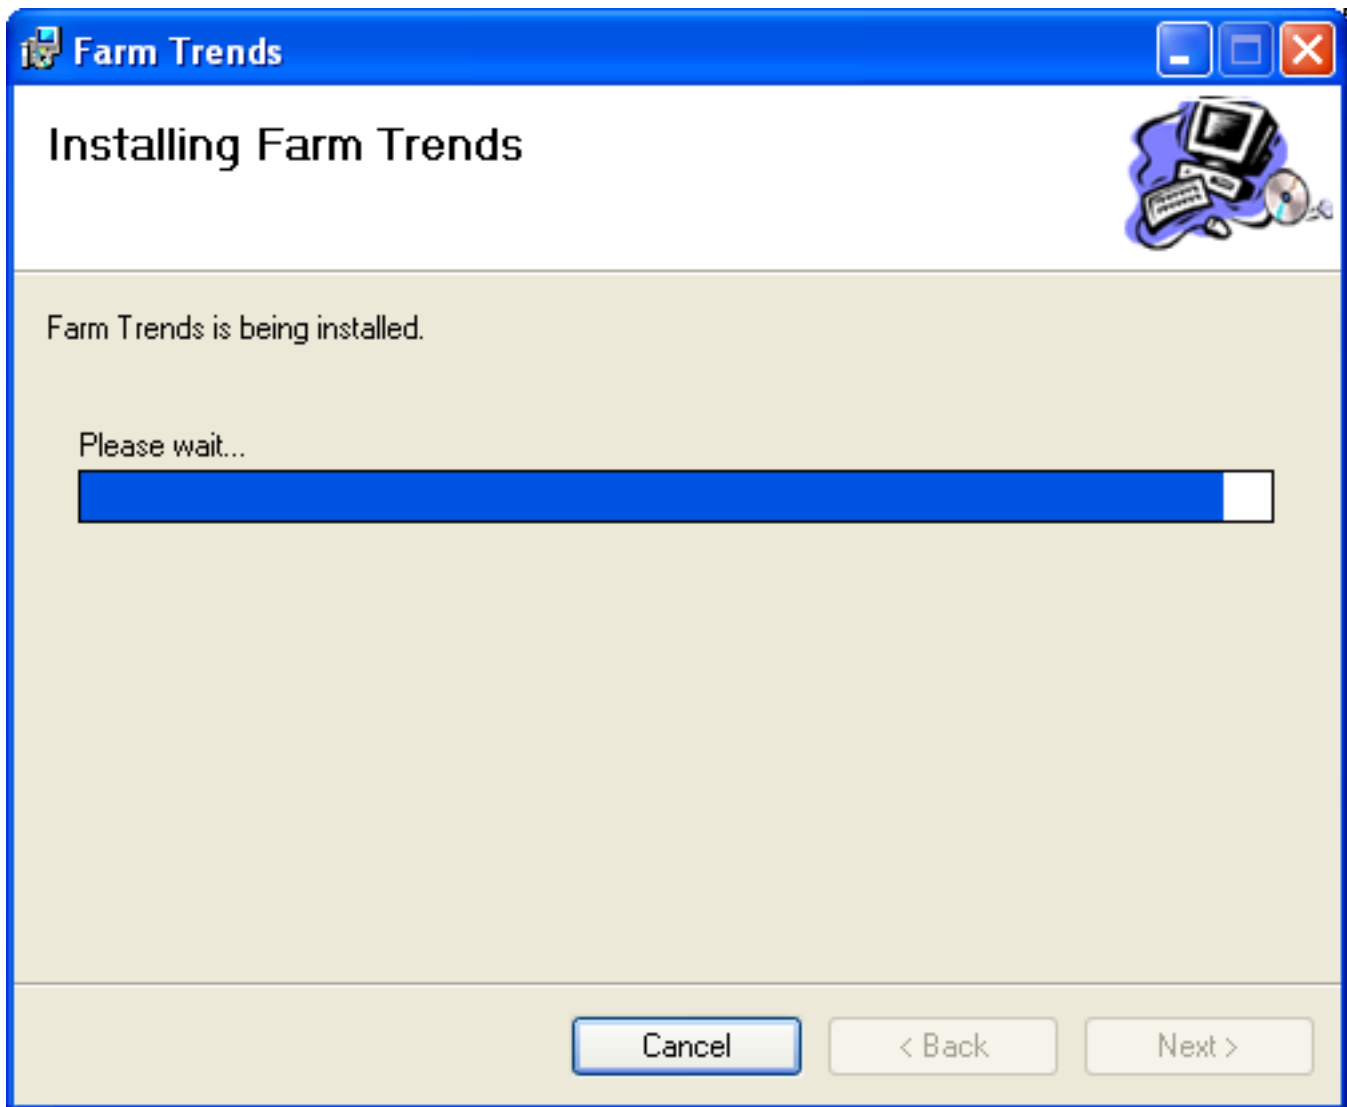 Farm Trends
Installing Farm Trends
Farm Trends is being installed.
Please wait...
Cancel
< Back
Next >